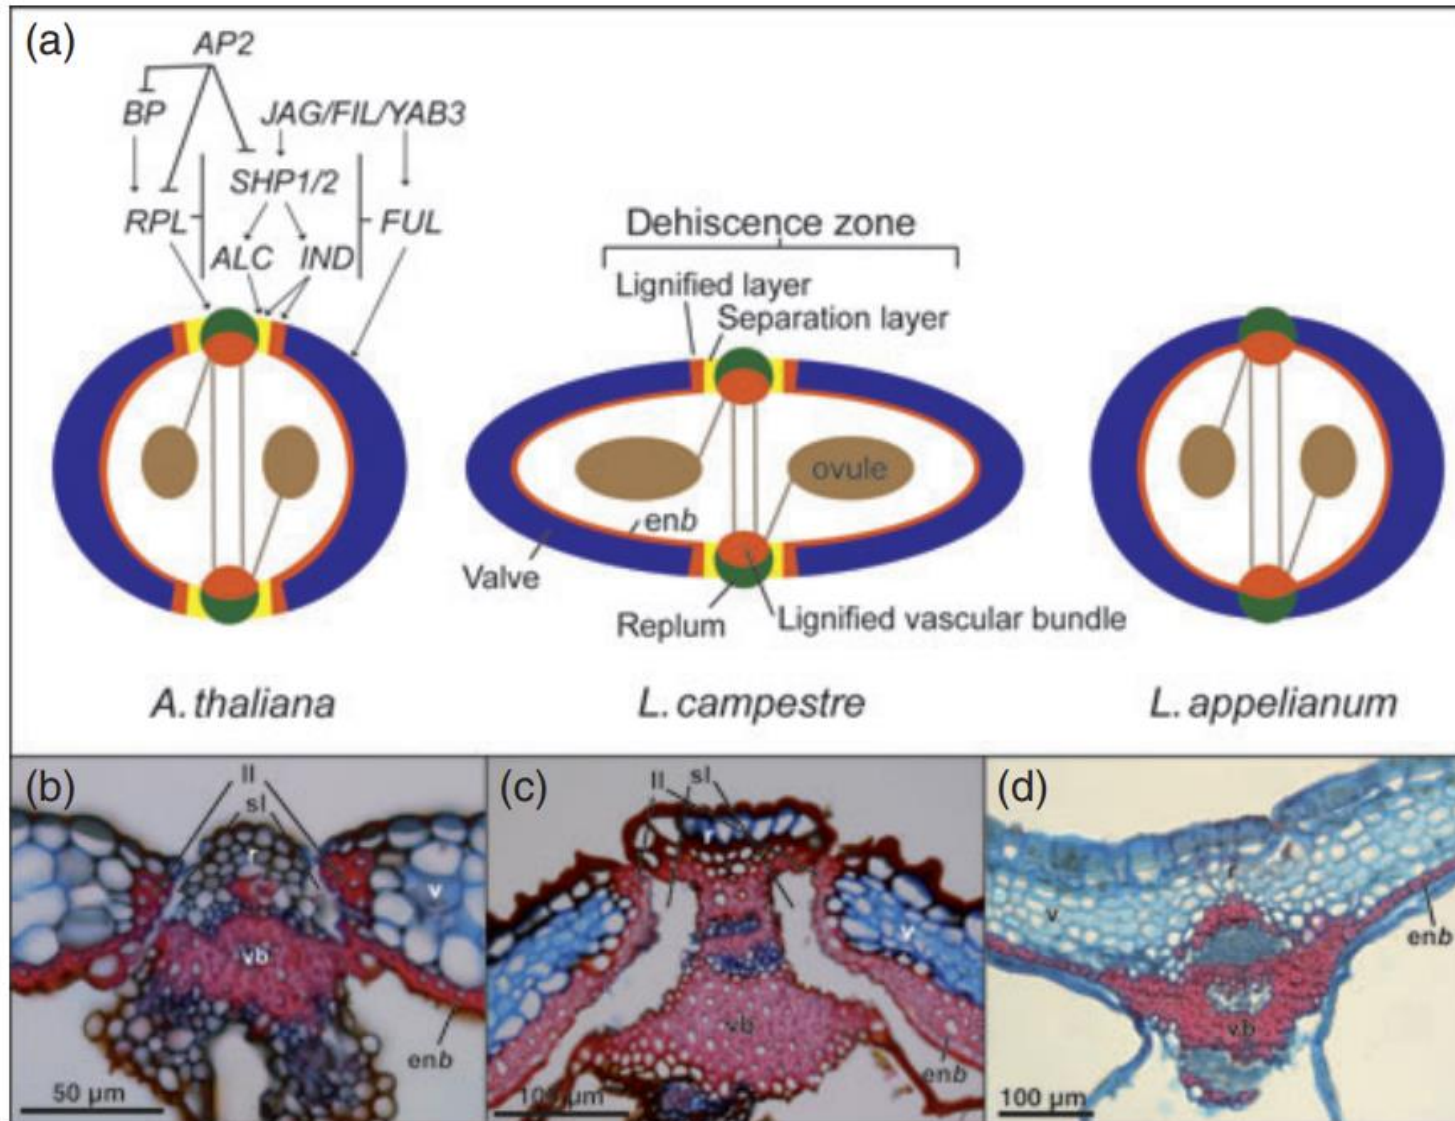 (a)
AP2
BP JAG/FIL/YAB3
SHP1/2
RPL FUL
ALC IND
Dehiscence zone
Lignified layer
Separation layer
ovule
enb
Valve
Replum
Lignified vascular bundle
A. thaliana
L. campestre
L. appelianum
(b)
ll
sl
r
v
vb
enb
50 µm
(c)
ll sl
r
v
vb
enb
100 µm
(d)
r
v
enb
vb
100 µm